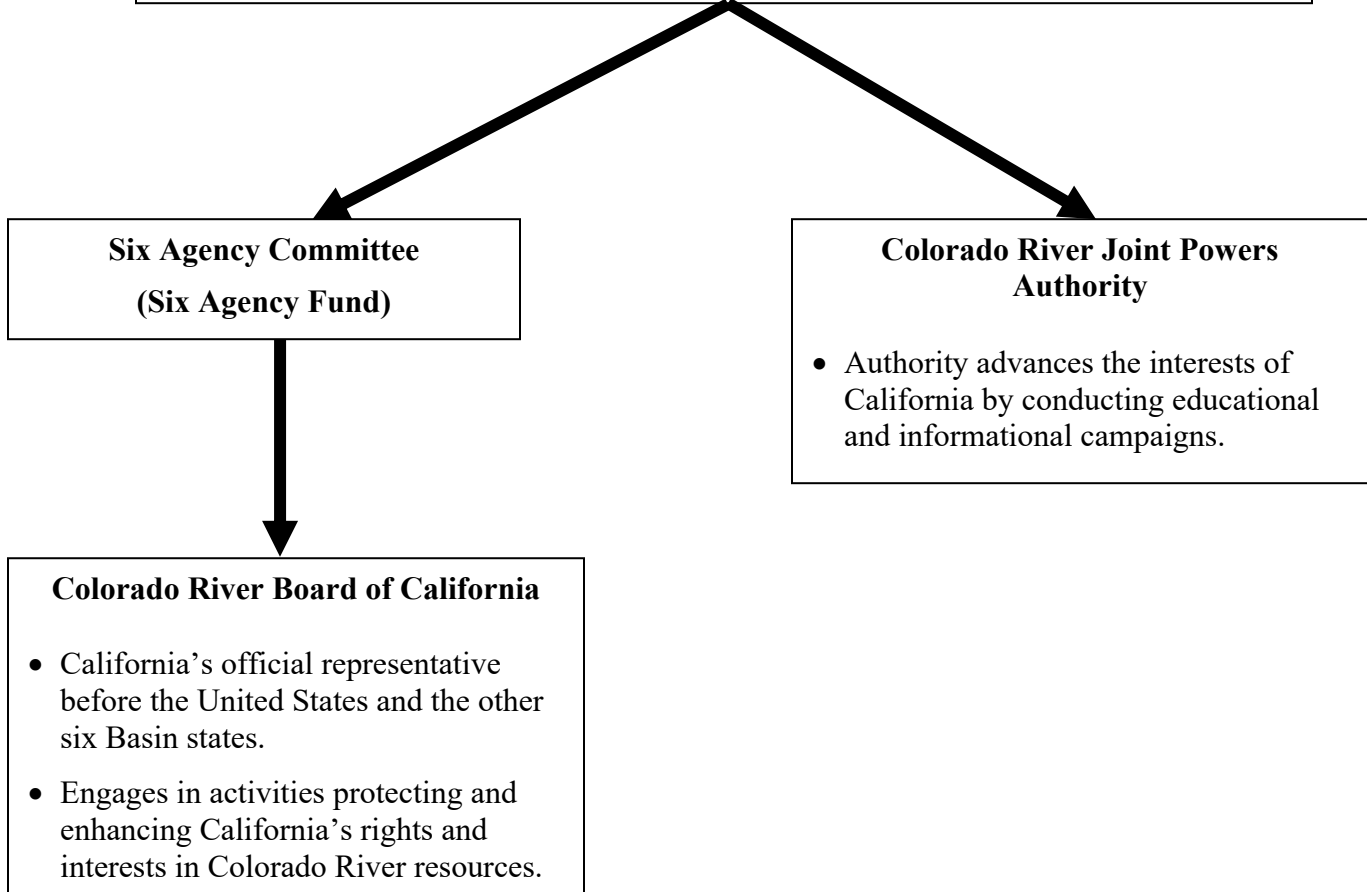 Six Agency Committee
(Six Agency Fund)
Colorado River Joint Powers
Authority
• Authority advances the interests of
California by conducting educational
and informational campaigns.
Colorado River Board of California
• California’s official representative
before the United States and the other
six Basin states.
• Engages in activities protecting and
enhancing California’s rights and
interests in Colorado River resources.